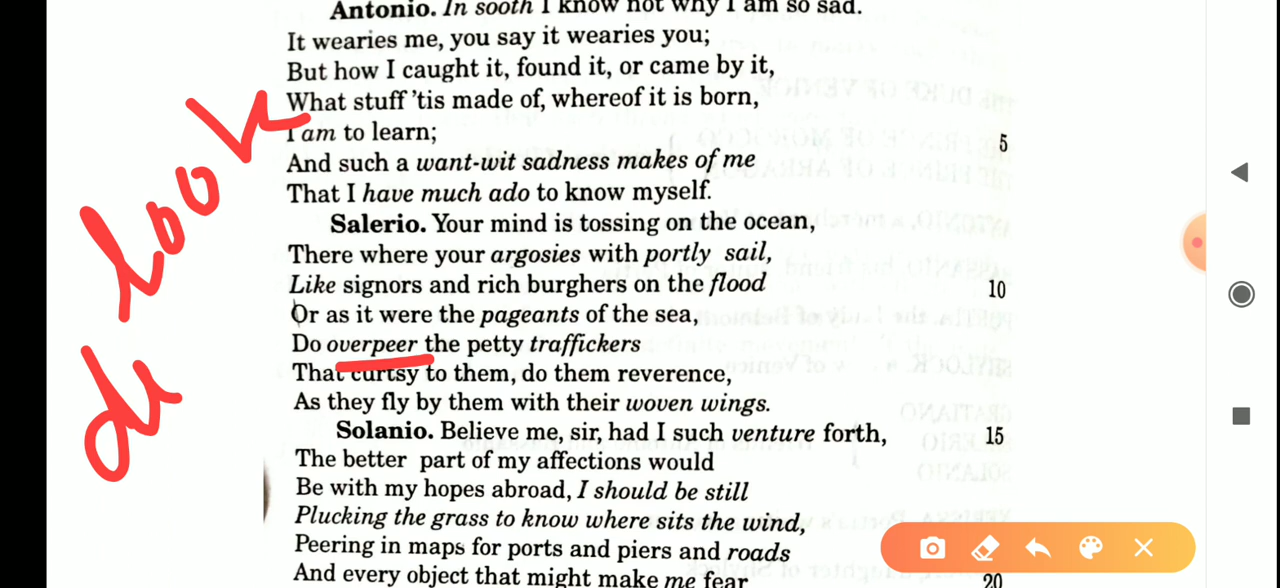 Antonio. In sooth I know not why I am so sad.
It wearies me, you say it wearies you;
But how I caught it, found it, or came by it,
What stuff 'tis made of, whereof it is born,
I am to learn; 5
And such a want-wit sadness makes of me
That I have much ado to know myself.
Salerio. Your mind is tossing on the ocean,
There where your argosies with portly sail,
Like signors and rich burghers on the flood 10
Or as it were the pageants of the sea,
Do overpeer the petty traffickers
That curtsy to them, do them reverence,
As they fly by them with their woven wings.
Solanio. Believe me, sir, had I such venture forth, 15
The better part of my affections would
Be with my hopes abroad, I should be still
Plucking the grass to know where sits the wind,
Peering in maps for ports and piers and roads
And every object that might make me fear 20
look